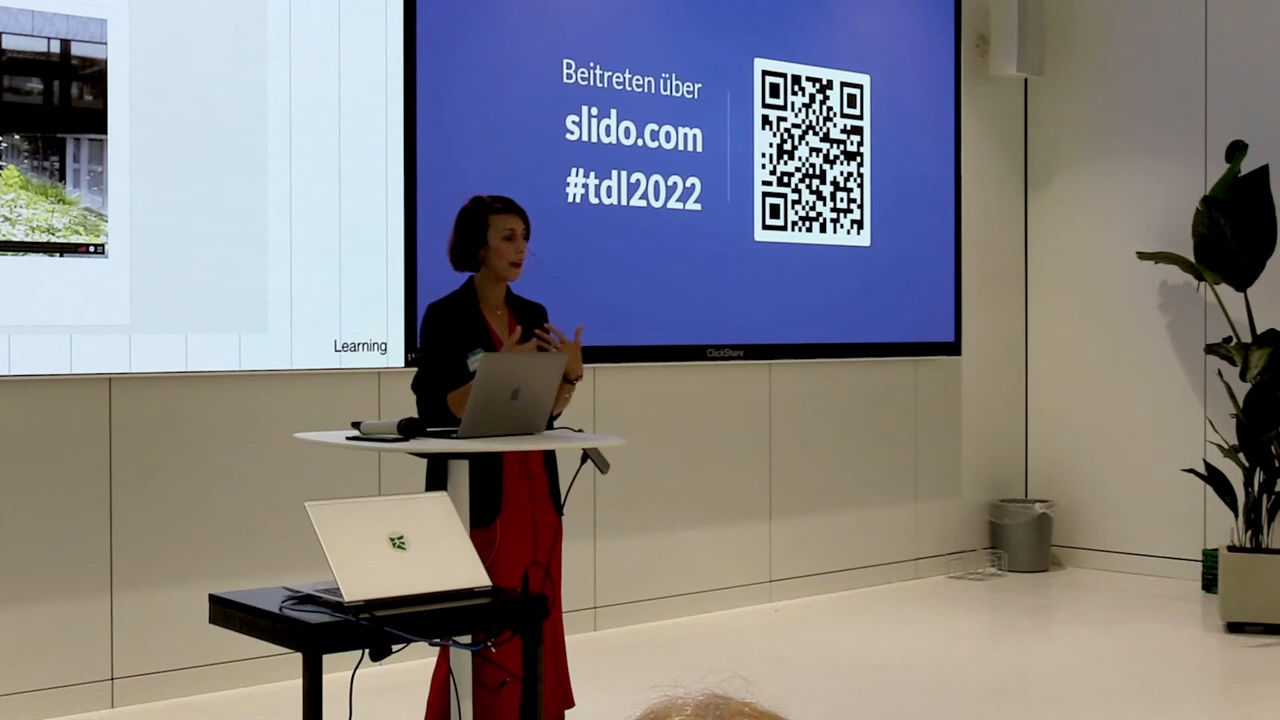 Learning
Beitreten über
slido.com
#tdl2022
ClickShare